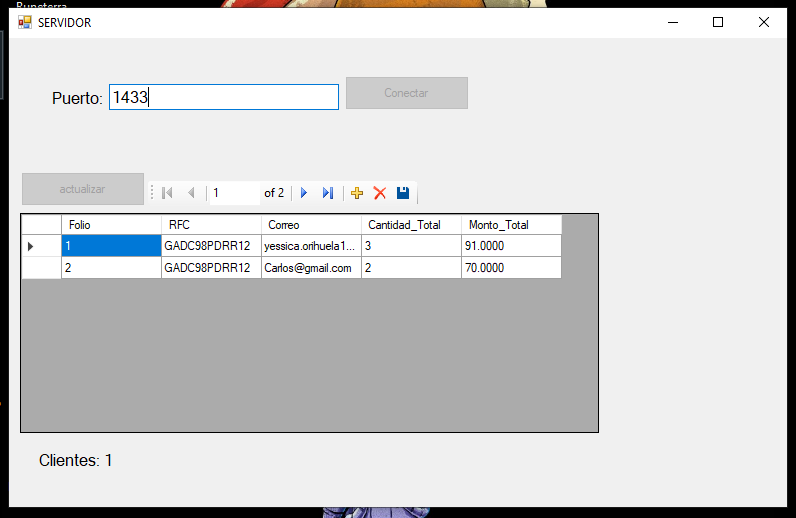 Runeterra
SERVIDOR
Puerto: 1433 Conectar
actualizar 1 of 2
Folio RFC Correo Cantidad_Total Monto_Total
1 GADC98PDRR12 yessica.orihuela1... 3 91.0000
2 GADC98PDRR12 Carlos@gmail.com 2 70.0000
Clientes: 1